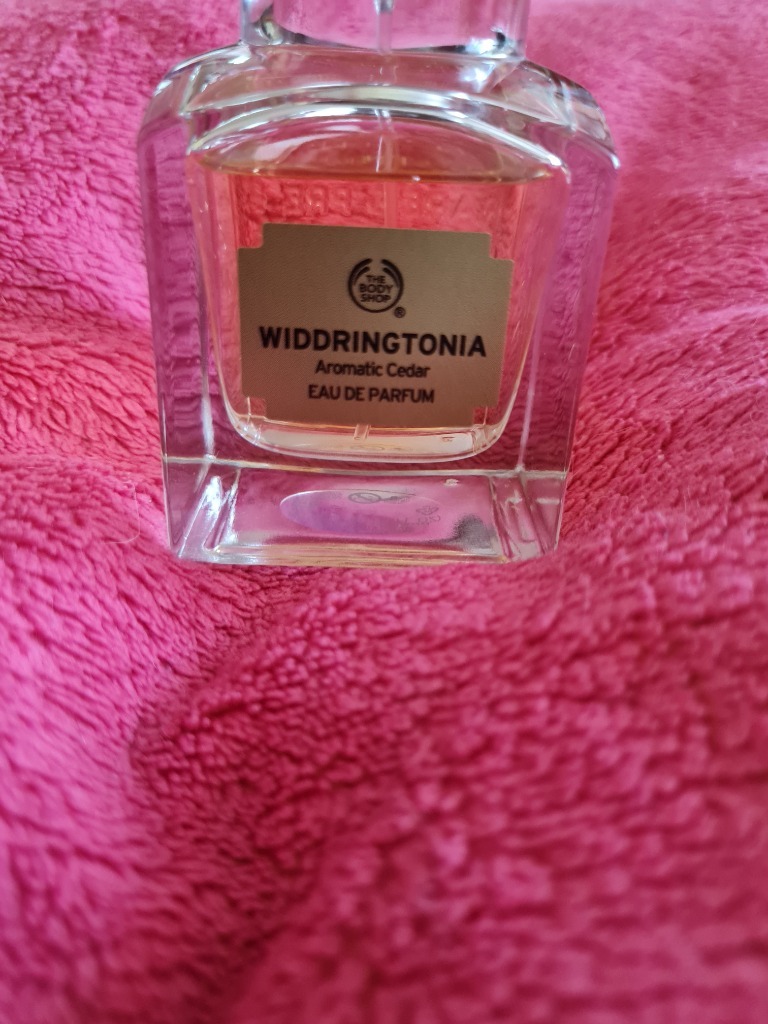 THE
BODY
SHOP®
WIDDRINGTONIA
Aromatic Cedar
EAU DE PARFUM